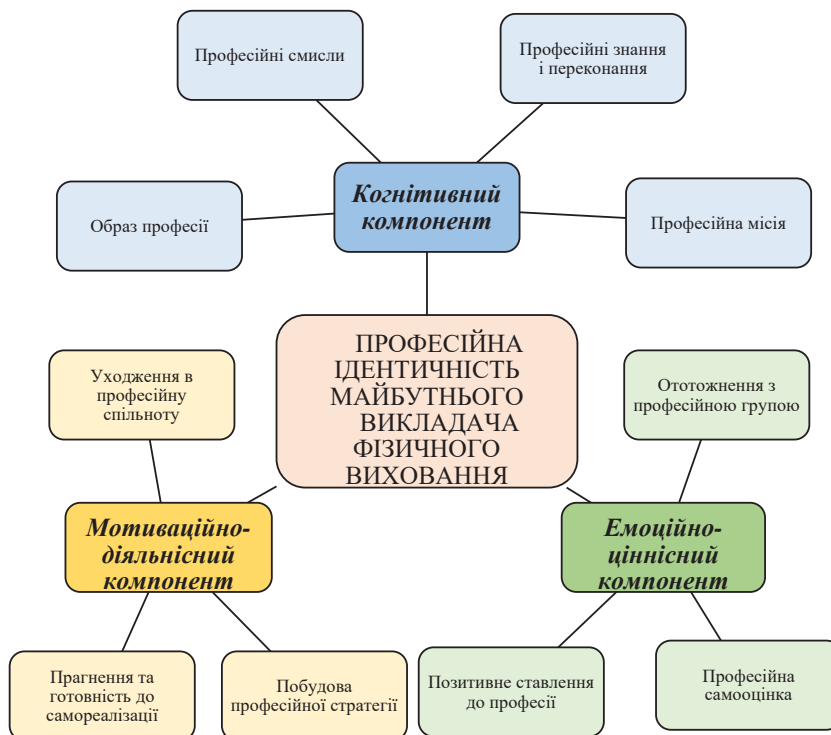 Професійні смисли
Професійні знання
і переконання
Когнітивний
компонент
Образ професії
Професійна місія
ПРОФЕСІЙНА
ІДЕНТИЧНІСТЬ
МАЙБУТНЬОГО
ВИКЛАДАЧА
ФІЗИЧНОГО
ВИХОВАННЯ
Уходження в
професійну
спільноту
Ототожнення з
професійною групою
Мотиваційно-
діяльнісний
компонент
Емоційно-
ціннісний
компонент
Прагнення та
готовність до
самореалізації
Побудова
професійної стратегії
Позитивне ставлення
до професії
Професійна
самооцінка